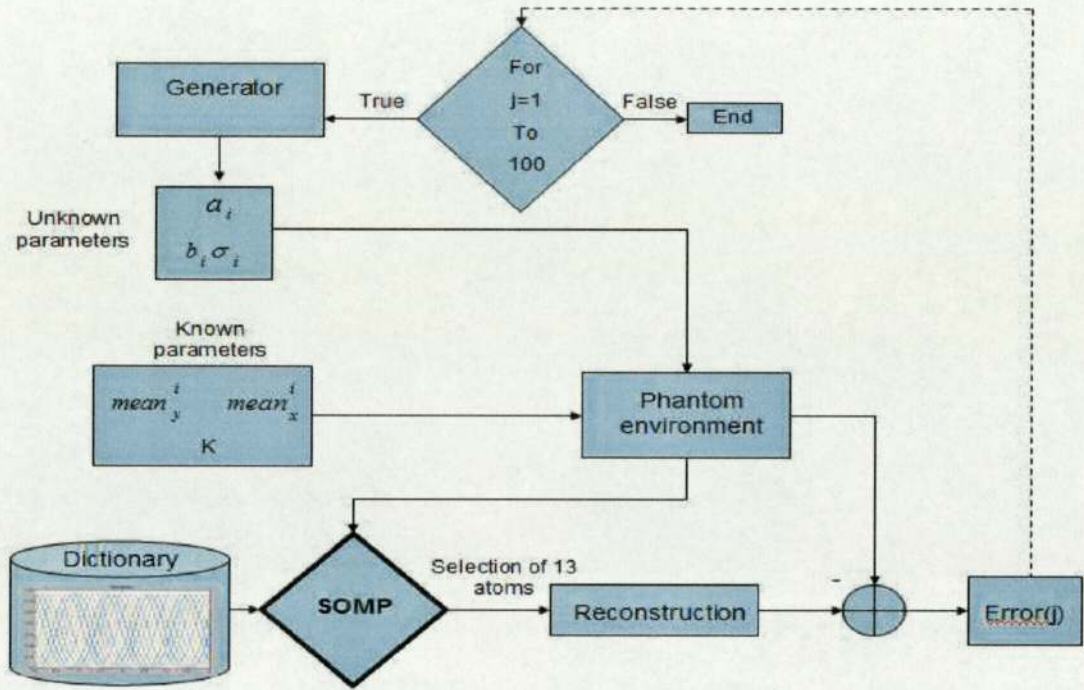 For
j=1
To
100
Generator
True
False
End
Unknown
parameters
a_i
b_i σ_i
Known
parameters
mean_y^i mean_x^i
K
Phantom
environment
Dictionary
SOMP
Selection of 13
atoms
Reconstruction
-
Error(j)